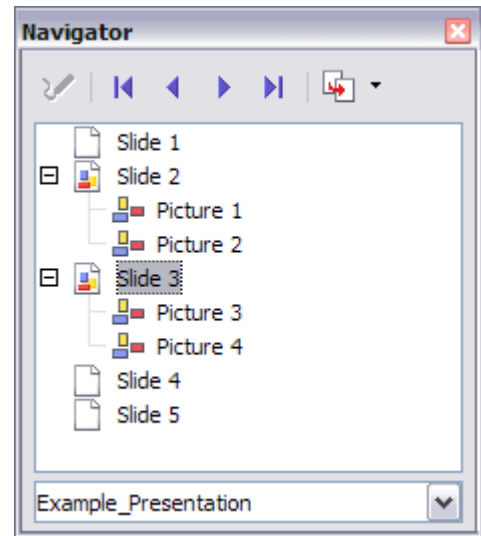 Navigator
Slide 1
Slide 2
Picture 1
Picture 2
Slide 3
Picture 3
Picture 4
Slide 4
Slide 5
Example_Presentation